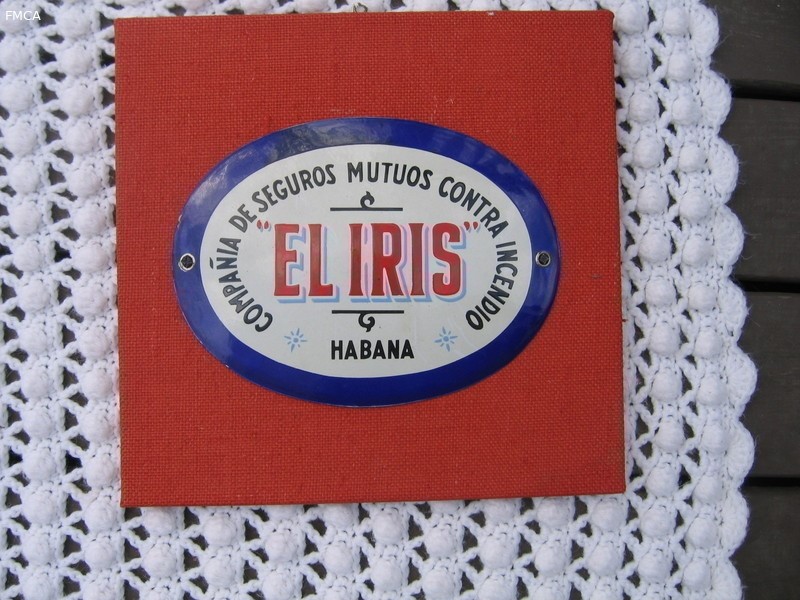 FMCA
COMPAÑIA DE SEGUROS MUTUOS CONTRA INCENDIO
"EL IRIS"
HABANA